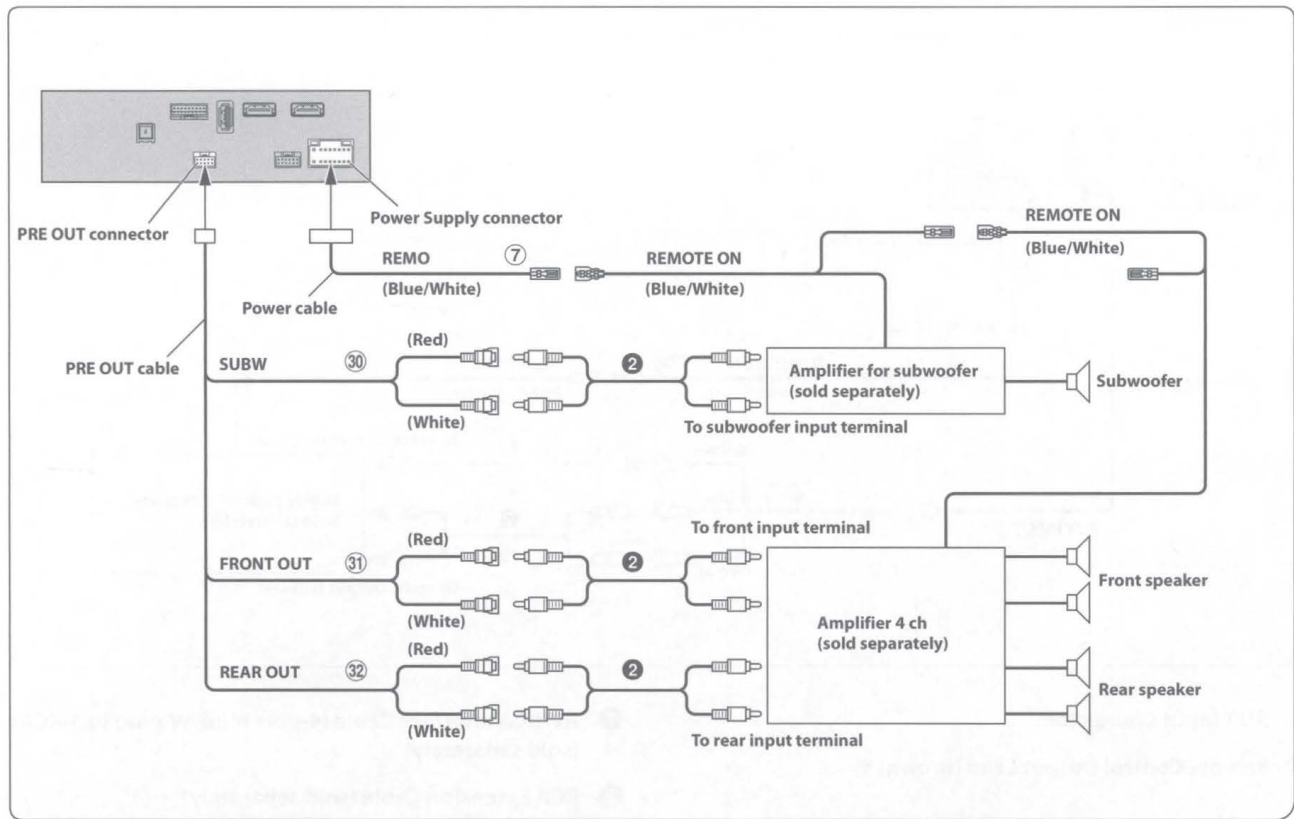 PRE OUT connector
Power Supply connector
REMOTE ON
(Blue/White)
REMO
⑦
(Blue/White)
REMOTE ON
(Blue/White)
Power cable
PRE OUT cable
SUBW
㉚
(Red)
(White)
❷
Amplifier for subwoofer
(sold separately)
Subwoofer
To subwoofer input terminal
To front input terminal
FRONT OUT
㉛
(Red)
(White)
❷
Front speaker
Amplifier 4 ch
(sold separately)
REAR OUT
㉜
(Red)
(White)
❷
Rear speaker
To rear input terminal